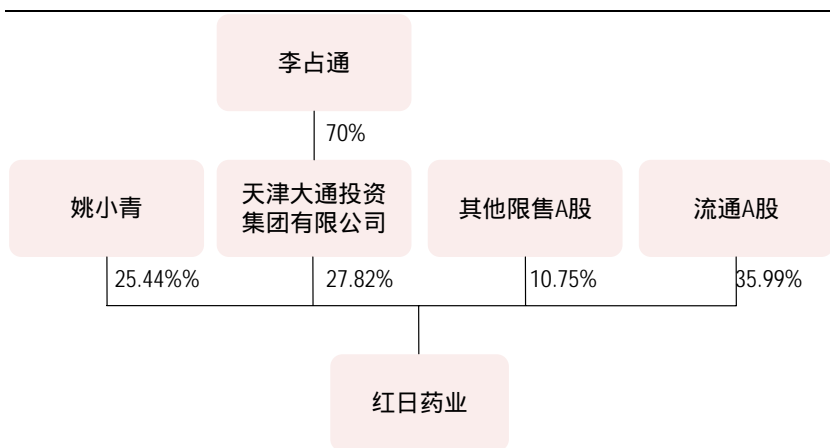 李占通
70%
姚小青
天津大通投资
集团有限公司
其他限售A股
流通A股
25.44%%
27.82%
10.75%
35.99%
红日药业